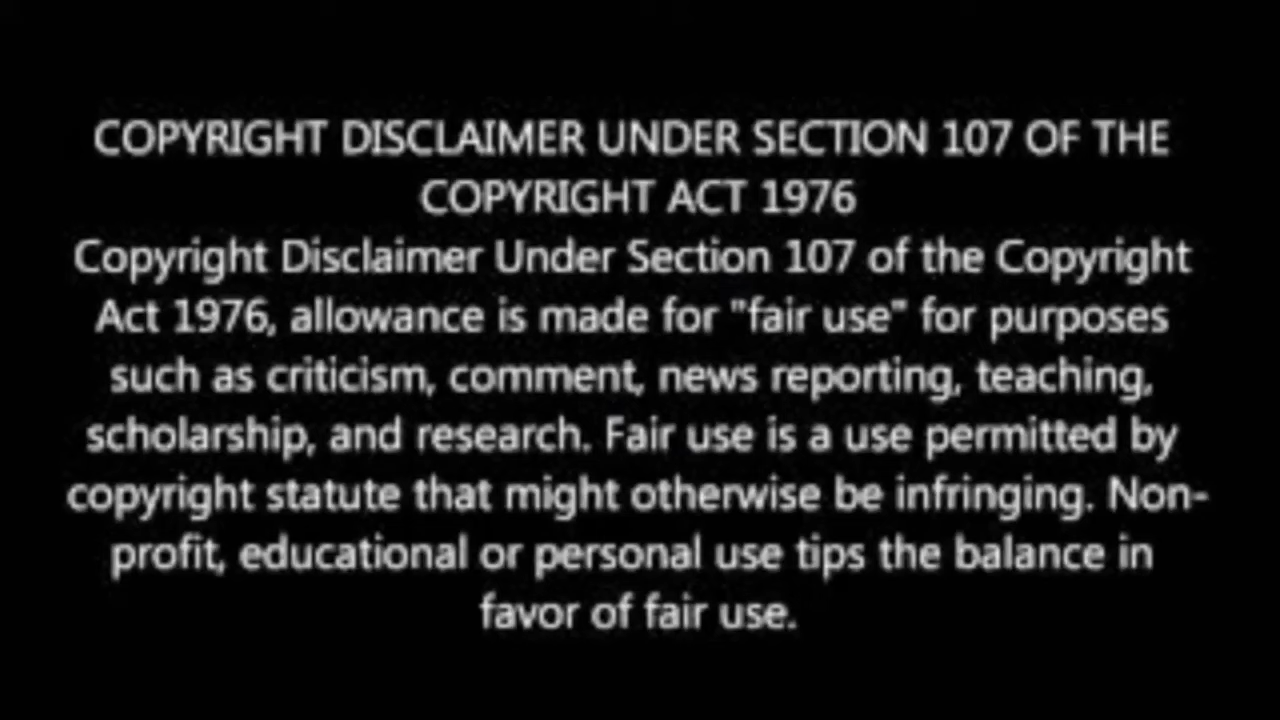 COPYRIGHT DISCLAIMER UNDER SECTION 107 OF THE
COPYRIGHT ACT 1976
Copyright Disclaimer Under Section 107 of the Copyright
Act 1976, allowance is made for "fair use" for purposes
such as criticism, comment, news reporting, teaching,
scholarship, and research. Fair use is a use permitted by
copyright statute that might otherwise be infringing. Non-
profit, educational or personal use tips the balance in
favor of fair use.